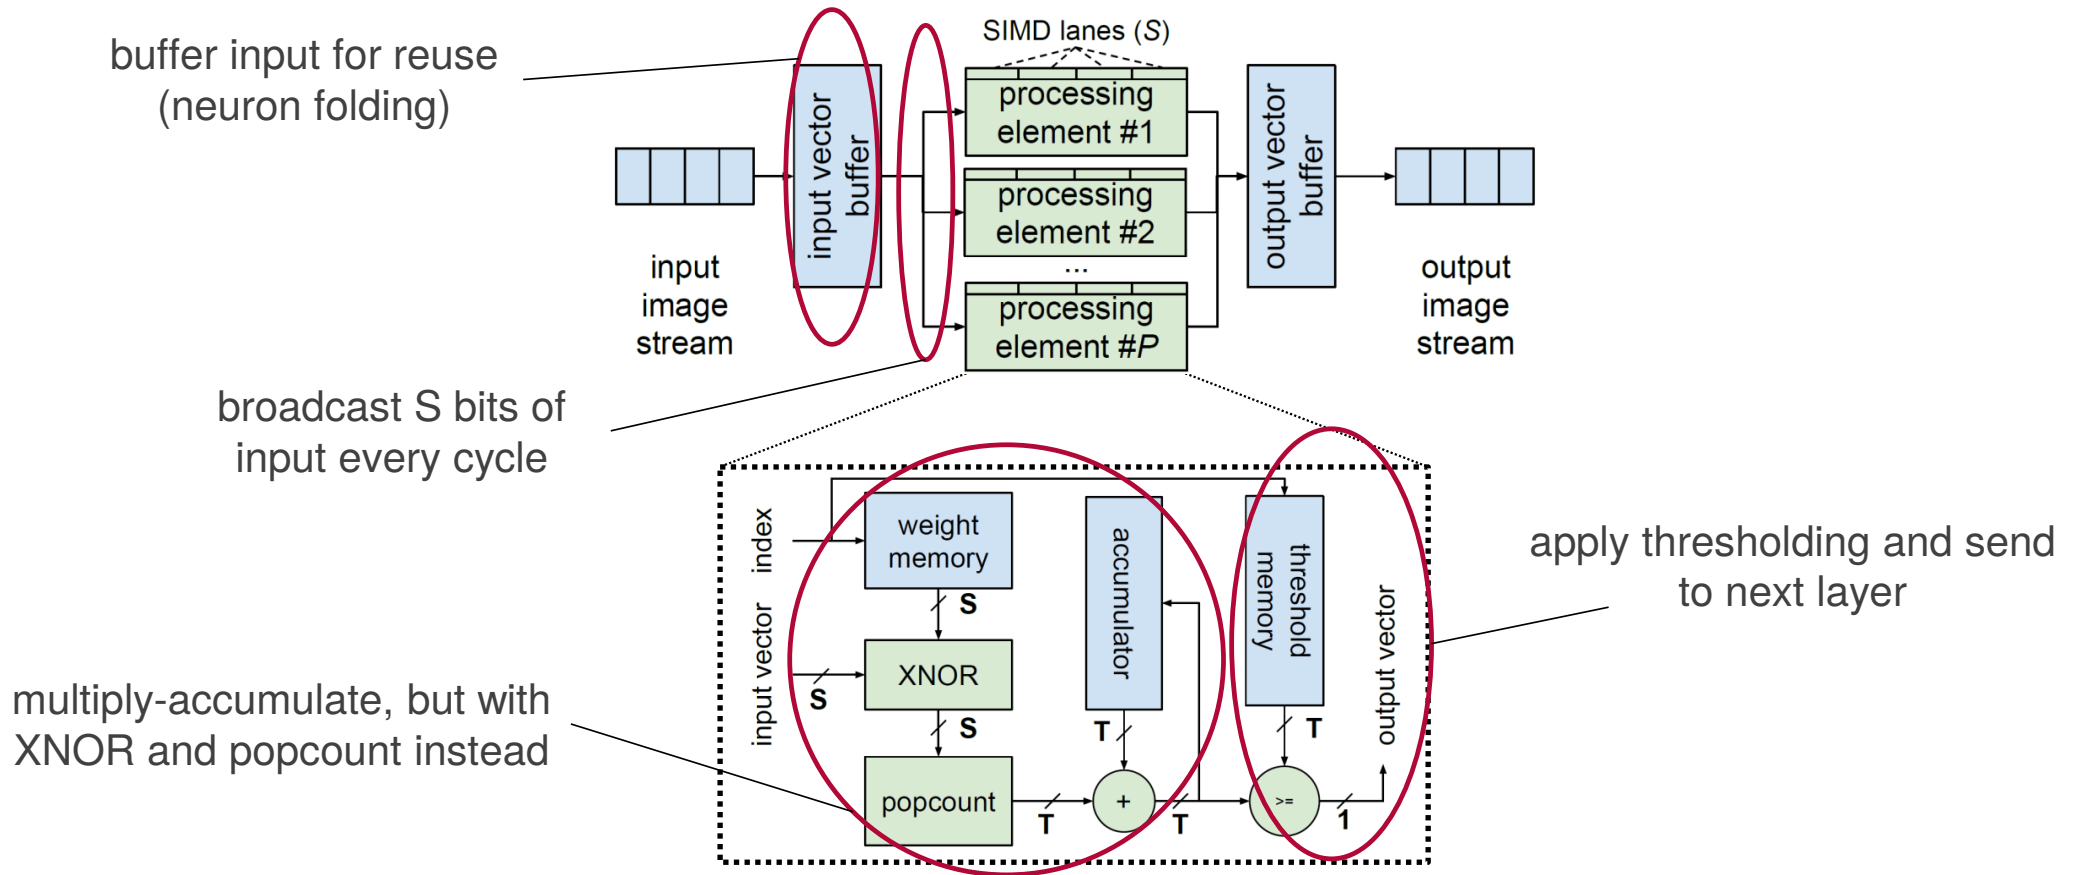 buffer input for reuse
(neuron folding)
SIMD lanes (S)
input vector
buffer
processing
element #1
processing
element #2
...
processing
element #P
output vector
buffer
input
image
stream
output
image
stream
broadcast S bits of
input every cycle
index
weight
memory
S
input vector
S
XNOR
S
popcount
T
accumulator
T
+
T
threshold
memory
T
>=
1
output vector
apply thresholding and send
to next layer
multiply-accumulate, but with
XNOR and popcount instead